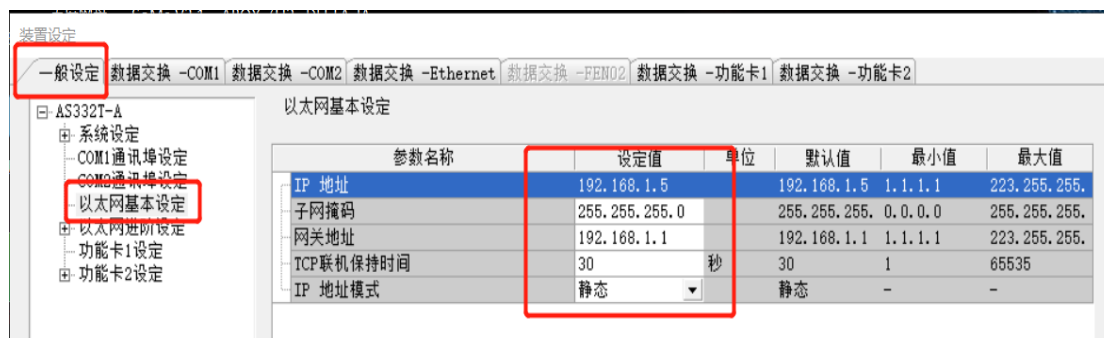 装置设定
一般设定 数据交换 -COM1 数据交换 -COM2 数据交换 -Ethernet 数据交换 -FEN02 数据交换 -功能卡1 数据交换 -功能卡2
AS332T-A
系统设定
COM1通讯埠设定
COM2通讯埠设定
以太网基本设定
以太网进阶设定
功能卡1设定
功能卡2设定
以太网基本设定
参数名称 设定值 单位 默认值 最小值 最大值
IP 地址 192.168.1.5 192.168.1.5 1.1.1.1 223.255.255.
子网掩码 255.255.255.0 255.255.255. 0.0.0.0 255.255.255.
网关地址 192.168.1.1 192.168.1.1 1.1.1.1 223.255.255.
TCP联机保持时间 30 秒 30 1 65535
IP 地址模式 静态 静态 - -